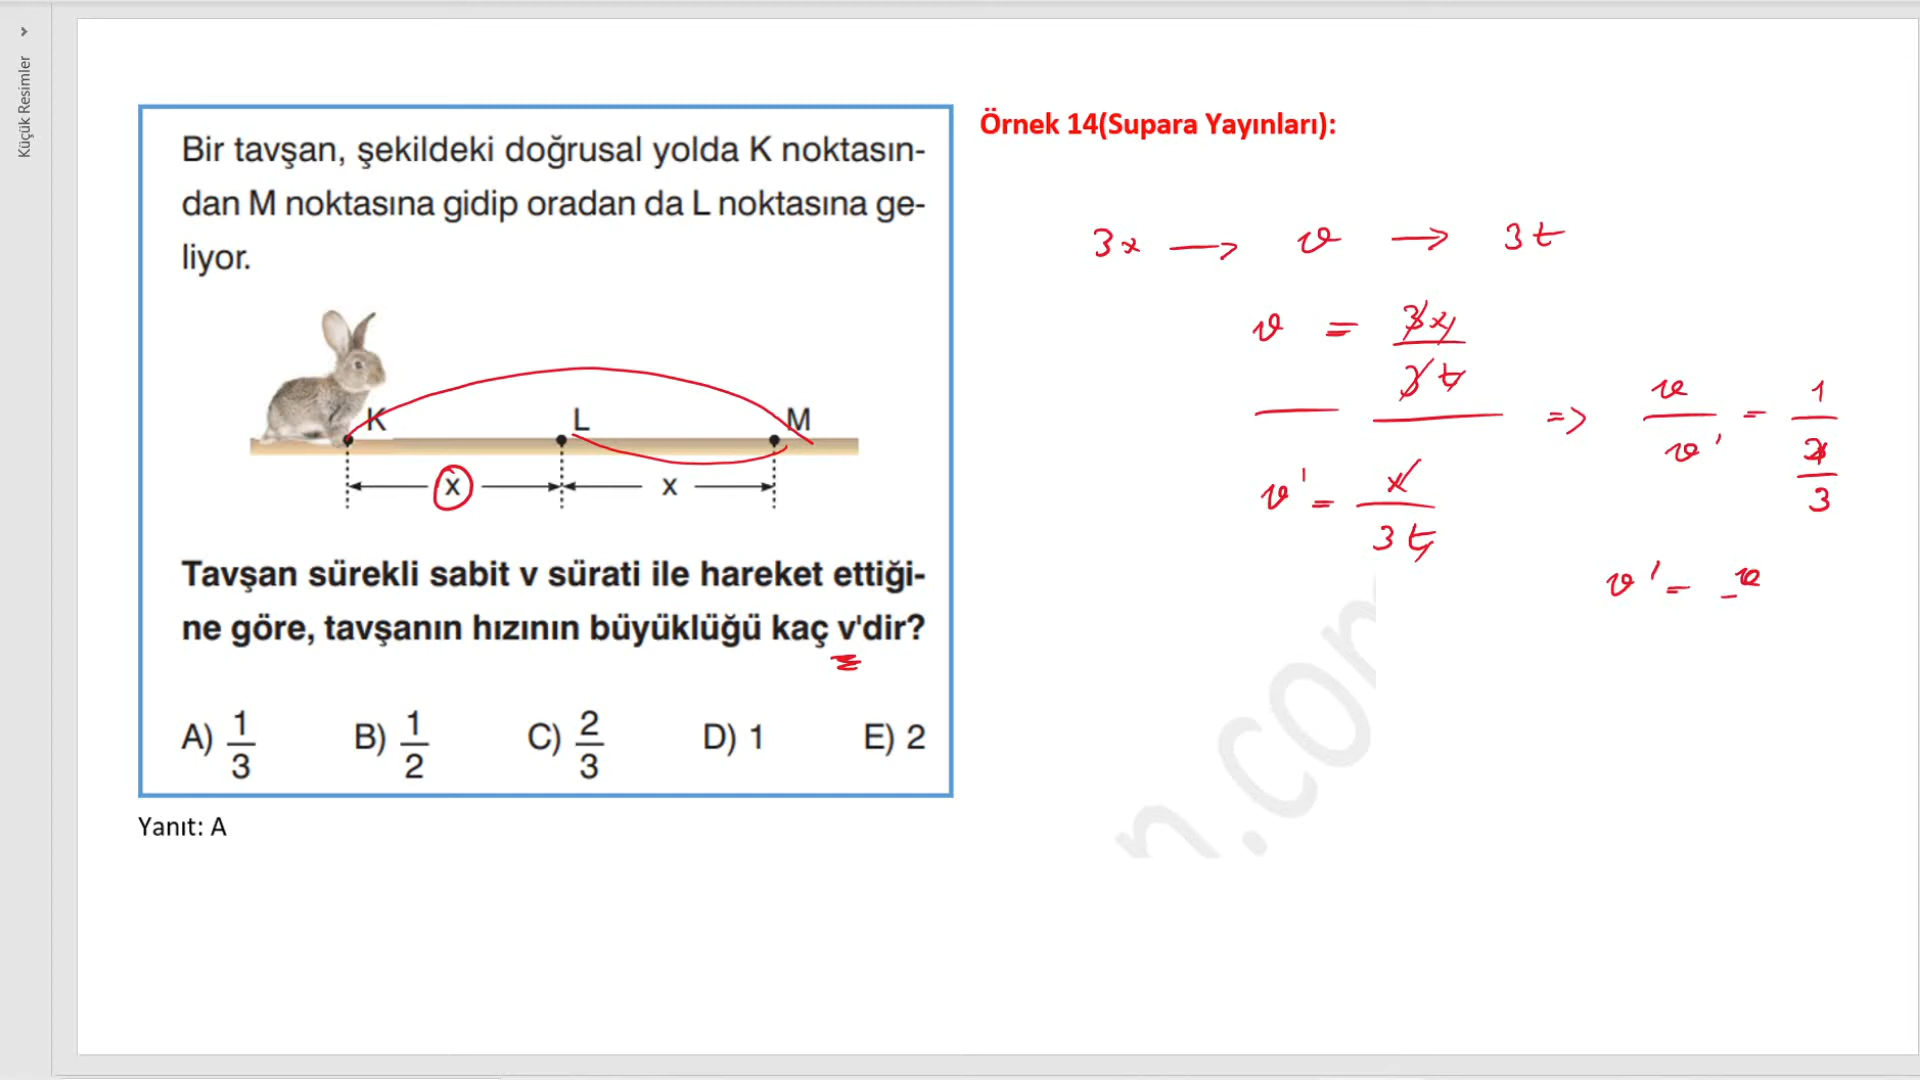 Küçük Resimler
Örnek 14(Supara Yayınları):
Bir tavşan, şekildeki doğrusal yolda K noktasın-
dan M noktasına gidip oradan da L noktasına ge-
liyor.
K L M
x x
Tavşan sürekli sabit v sürati ile hareket ettiği-
ne göre, tavşanın hızının büyüklüğü kaç v'dir?
A) 1/3 B) 1/2 C) 2/3 D) 1 E) 2
Yanıt: A
3x → v → 3t
v = 3x/3t
v' = x/3t
⇒ v/v' = 1/(1/3)
v' = v
n.com